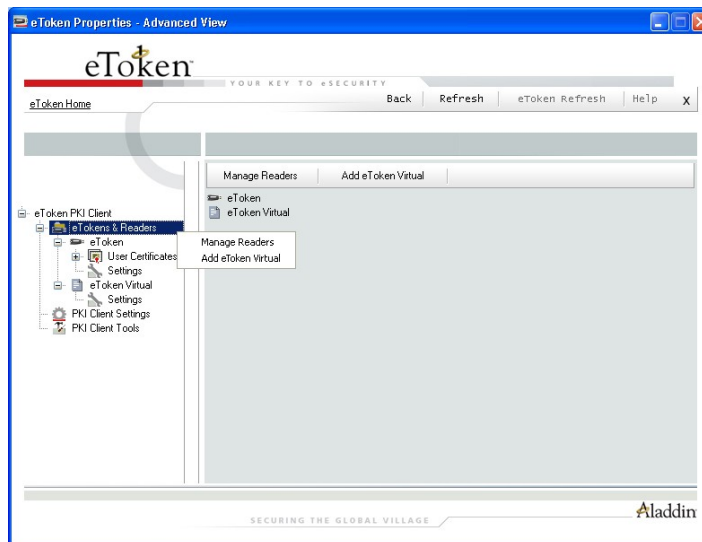 eToken Properties - Advanced View
eToken
YOUR KEY TO eSECURITY
eToken Home
Back Refresh eToken Refresh Help X
Manage Readers Add eToken Virtual
eToken
eToken Virtual
eToken PKI Client
eTokens & Readers
eToken
User Certificates
Settings
eToken Virtual
Settings
PKI Client Settings
PKI Client Tools
Manage Readers
Add eToken Virtual
SECURING THE GLOBAL VILLAGE
Aladdin